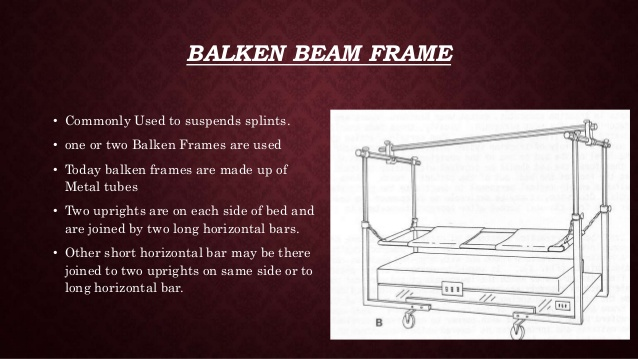 BALKEN BEAM FRAME
• Commonly Used to suspends splints.
• one or two Balken Frames are used
• Today balken frames are made up of
Metal tubes
• Two uprights are on each side of bed and
are joined by two long horizontal bars.
• Other short horizontal bar may be there
joined to two uprights on same side or to
long horizontal bar.
B